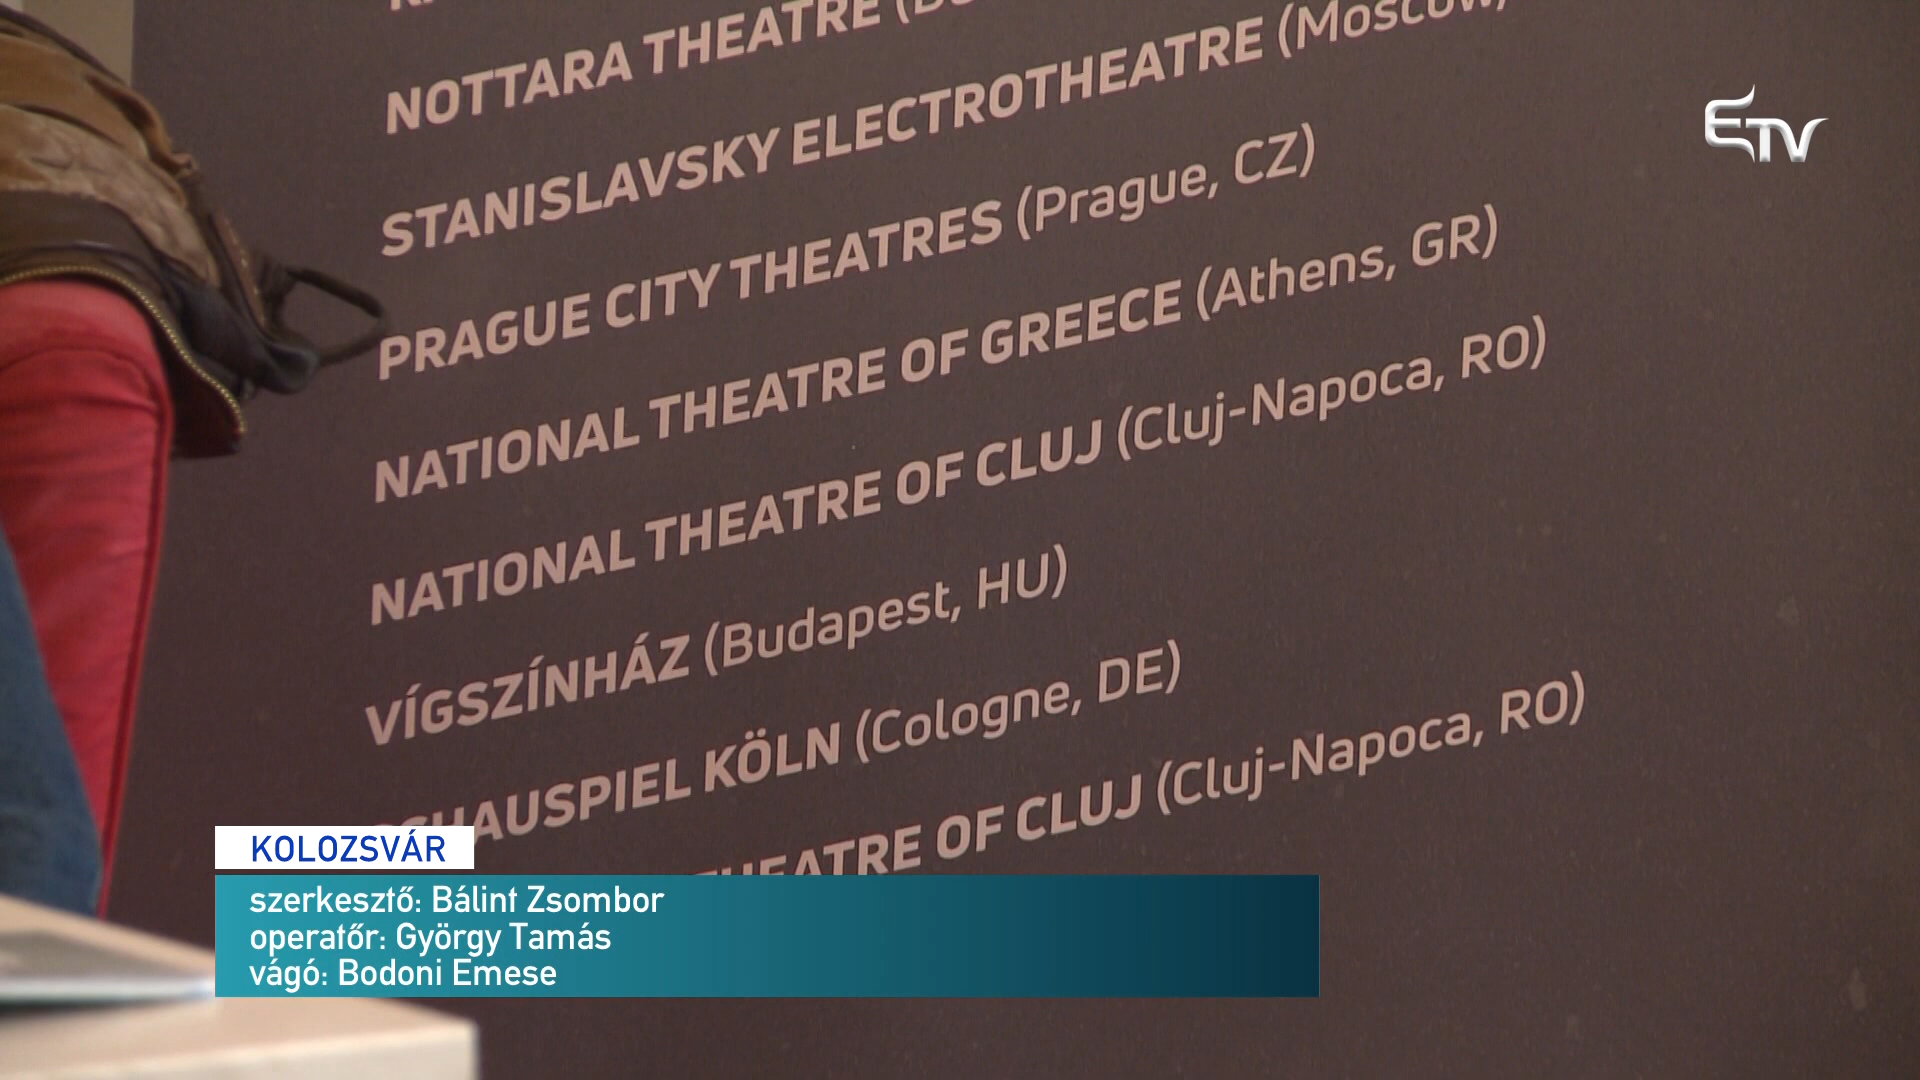 NOTTARA THEATRE
STANISLAVSKY ELECTROTHEATRE (Moscow,
PRAGUE CITY THEATRES (Prague, CZ)
NATIONAL THEATRE OF GREECE (Athens, GR)
NATIONAL THEATRE OF CLUJ (Cluj-Napoca, RO)
VÍGSZÍNHÁZ (Budapest, HU)
SCHAUSPIEL KÖLN (Cologne, DE)
THEATRE OF CLUJ (Cluj-Napoca, RO)
ETV
KOLOZSVÁR
szerkesztő: Bálint Zsombor
operatőr: György Tamás
vágó: Bodoni Emese